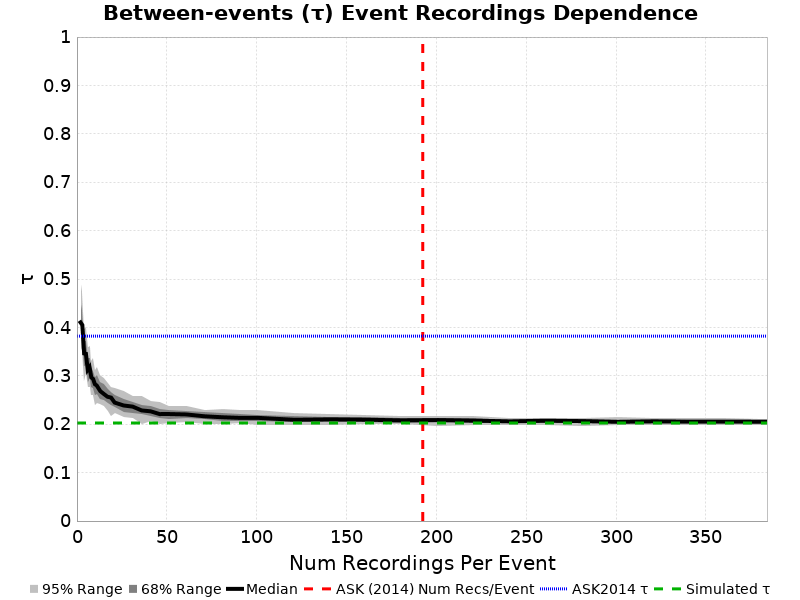 Between-events (τ) Event Recordings Dependence
1
0.9
0.8
0.7
0.6
0.5
0.4
0.3
0.2
0.1
0
τ
0 50 100 150 200 250 300 350
Num Recordings Per Event
95% Range 68% Range Median ASK (2014) Num Recs/Event ASK2014 τ Simulated τ